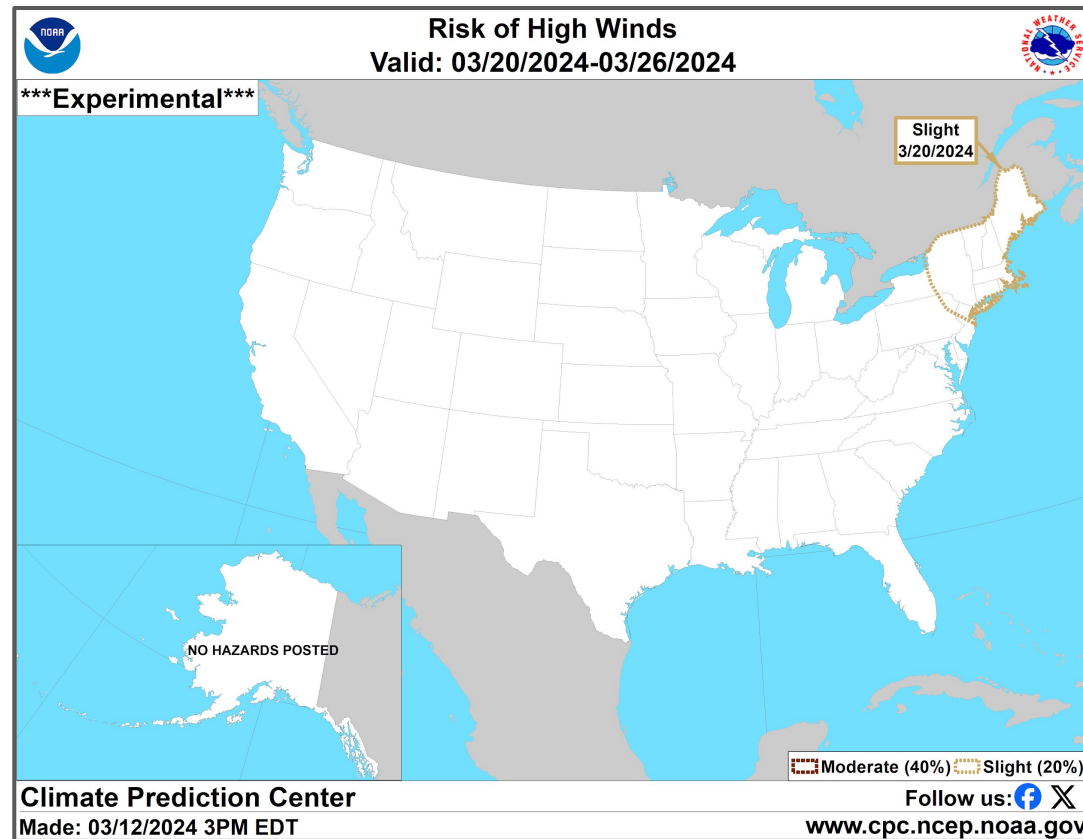 NOAA
Risk of High Winds
Valid: 03/20/2024-03/26/2024
NATIONAL WEATHER SERVICE
***Experimental***
Slight
3/20/2024
NO HAZARDS POSTED
Moderate (40%) Slight (20%)
Climate Prediction Center
Follow us:
Made: 03/12/2024 3PM EDT
www.cpc.ncep.noaa.gov